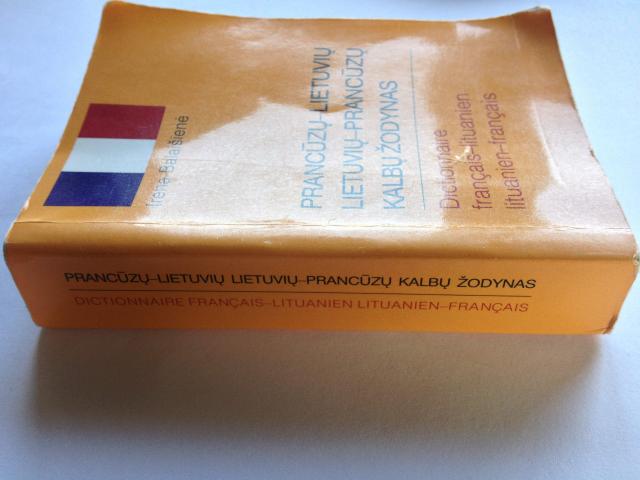 Irena Balaišienė
PRANCŪZŲ–LIETUVIŲ
LIETUVIŲ–PRANCŪZŲ
KALBŲ ŽODYNAS
Dictionnaire
français–lituanien
lituanien–français
PRANCŪZŲ–LIETUVIŲ LIETUVIŲ–PRANCŪZŲ KALBŲ ŽODYNAS
DICTIONNAIRE FRANÇAIS–LITUANIEN LITUANIEN–FRANÇAIS